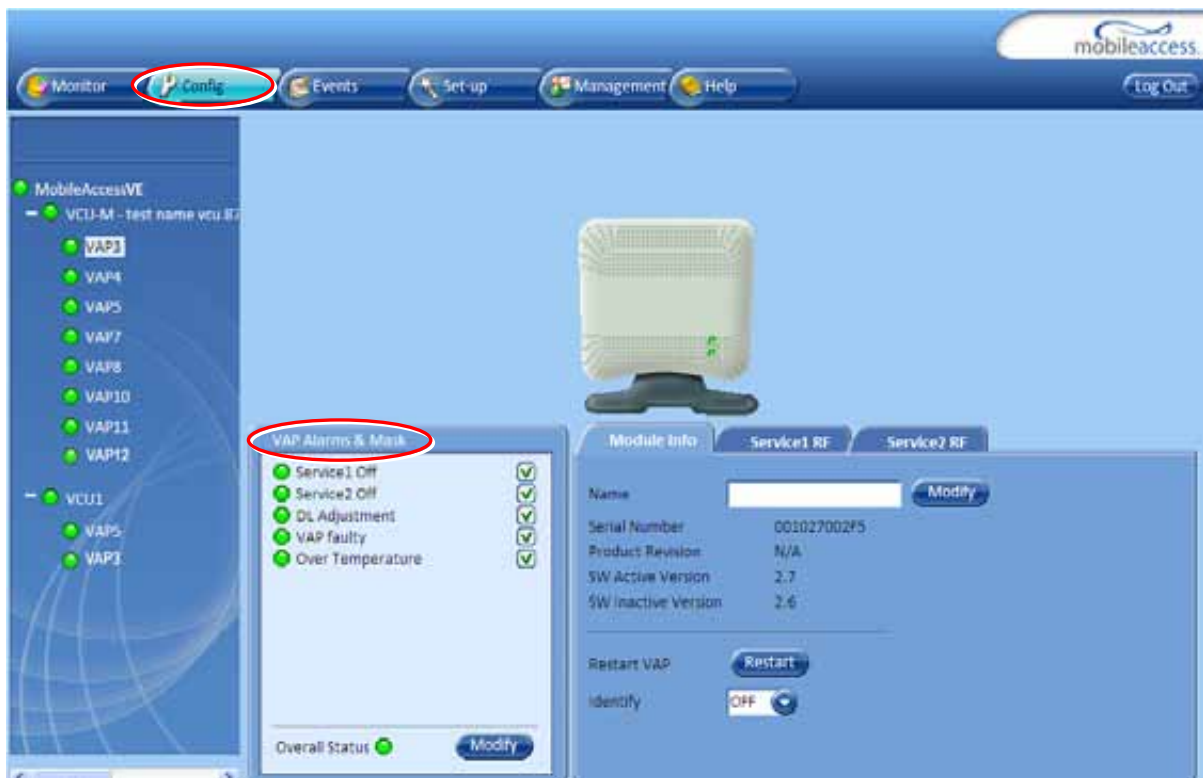 mobileaccess
Monitor
Config
Events
Set-up
Management
Help
Log Out
MobileAccessVE
VCU-M - test name vcu 87
VAP3
VAP4
VAP5
VAP7
VAP8
VAP10
VAP11
VAP12
VCU1
VAP5
VAP3
VAP Alarms & Mask
Service1 Off
Service2 Off
DL Adjustment
VAP faulty
Over Temperature
Overall Status
Modify
Module Info
Service1 RF
Service2 RF
Name
Modify
Serial Number 001027002F5
Product Revision N/A
SW Active Version 2.7
SW Inactive Version 2.6
Restart VAP
Restart
Identify
OFF